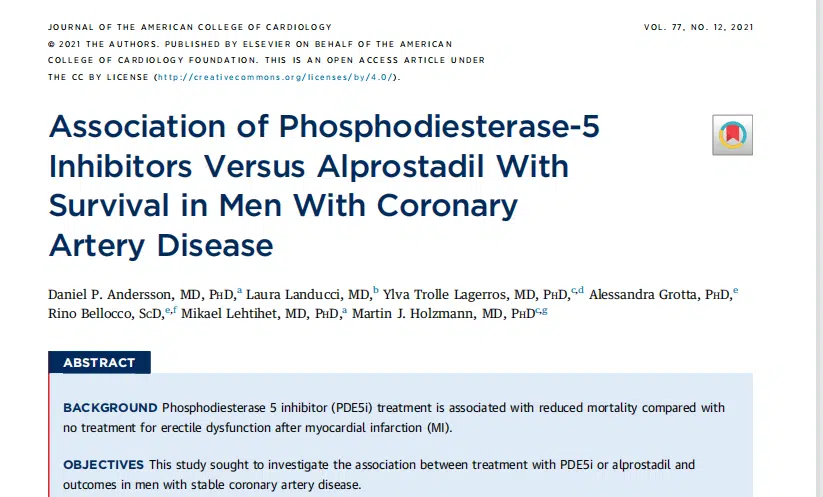 JOURNAL OF THE AMERICAN COLLEGE OF CARDIOLOGY
VOL. 77, NO. 12, 2021
© 2021 THE AUTHORS. PUBLISHED BY ELSEVIER ON BEHALF OF THE AMERICAN
COLLEGE OF CARDIOLOGY FOUNDATION. THIS IS AN OPEN ACCESS ARTICLE UNDER
THE CC BY LICENSE (http://creativecommons.org/licenses/by/4.0/).
Association of Phosphodiesterase-5
Inhibitors Versus Alprostadil With
Survival in Men With Coronary
Artery Disease
Daniel P. Andersson, MD, PHD,a Laura Landucci, MD,b Ylva Trolle Lagerros, MD, PHD,c,d Alessandra Grotta, PHD,e
Rino Bellocco, SCD,e,f Mikael Lehtihet, MD, PHD,a Martin J. Holzmann, MD, PHDc,g
ABSTRACT
BACKGROUND Phosphodiesterase 5 inhibitor (PDE5i) treatment is associated with reduced mortality compared with
no treatment for erectile dysfunction after myocardial infarction (MI).
OBJECTIVES This study sought to investigate the association between treatment with PDE5i or alprostadil and
outcomes in men with stable coronary artery disease.